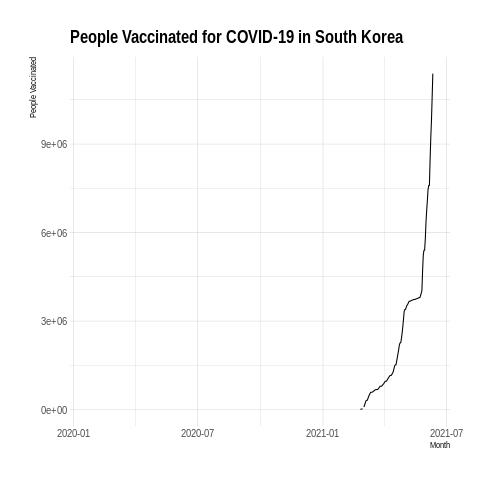 People Vaccinated for COVID-19 in South Korea
People Vaccinated
9e+06
6e+06
3e+06
0e+00
2020-01 2020-07 2021-01 2021-07
Month